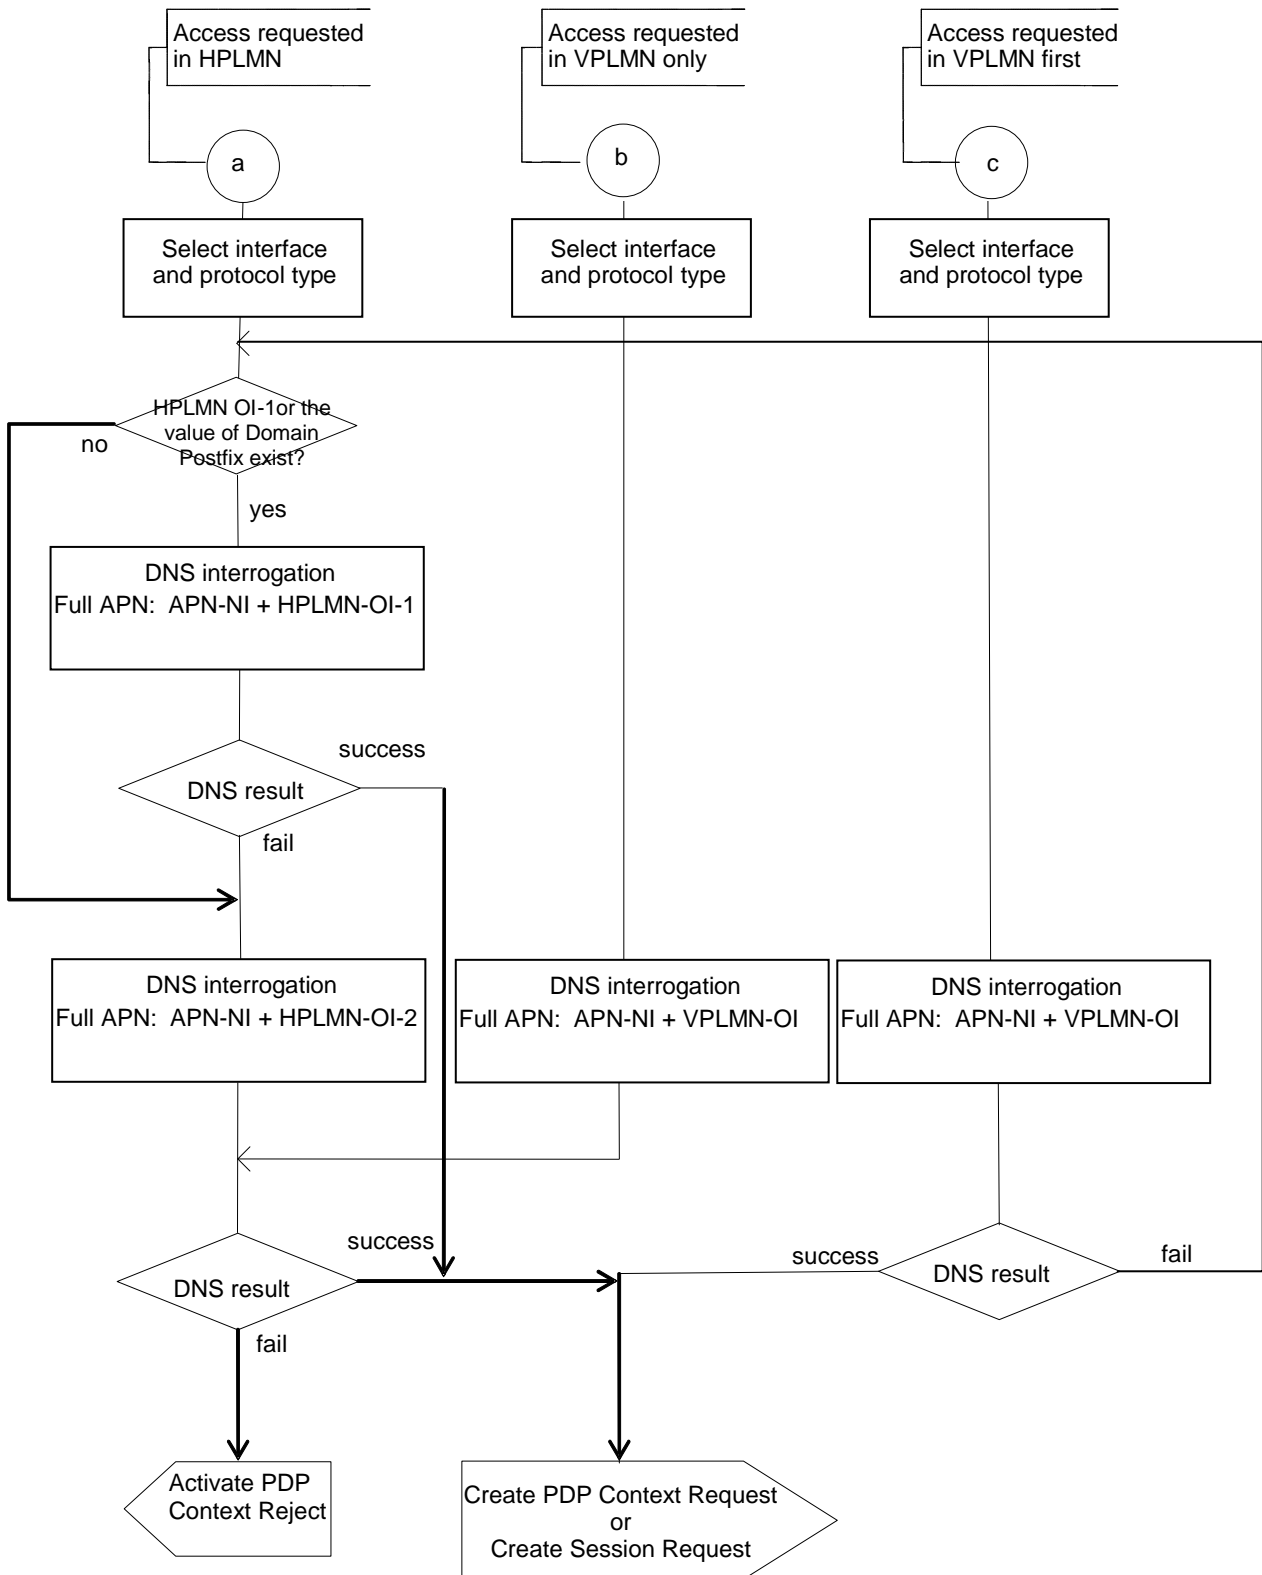 Access requested
in HPLMN
Access requested
in VPLMN only
Access requested
in VPLMN first
a
b
c
Select interface
and protocol type
Select interface
and protocol type
Select interface
and protocol type
HPLMN OI-1or the
value of Domain
Postfix exist?
no
yes
DNS interrogation
Full APN: APN-NI + HPLMN-OI-1
success
DNS result
fail
DNS interrogation
Full APN: APN-NI + HPLMN-OI-2
DNS interrogation
Full APN: APN-NI + VPLMN-OI
DNS interrogation
Full APN: APN-NI + VPLMN-OI
success
DNS result
fail
success
DNS result
fail
Activate PDP
Context Reject
Create PDP Context Request
or
Create Session Request